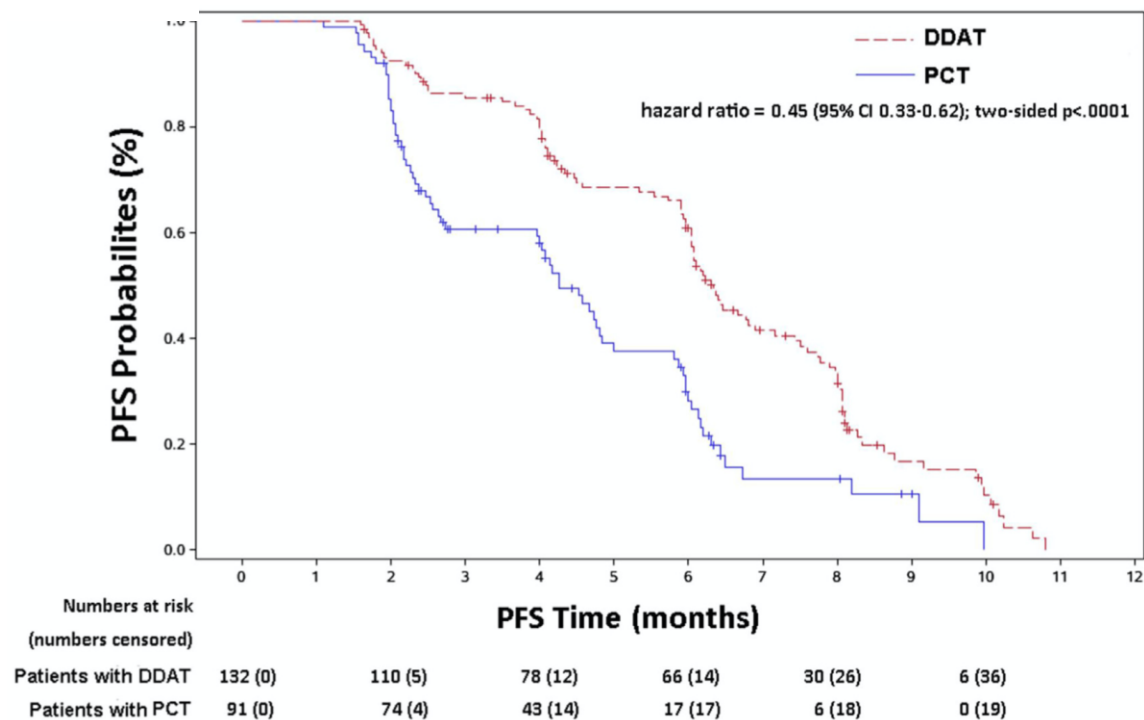 DDAT
PCT
hazard ratio = 0.45 (95% CI 0.33-0.62); two-sided p<.0001
PFS Probabilites (%)
1.0
0.8
0.6
0.4
0.2
0.0
0 1 2 3 4 5 6 7 8 9 10 11 12
PFS Time (months)
Numbers at risk
(numbers censored)
Patients with DDAT 132 (0) 110 (5) 78 (12) 66 (14) 30 (26) 6 (36)
Patients with PCT 91 (0) 74 (4) 43 (14) 17 (17) 6 (18) 0 (19)